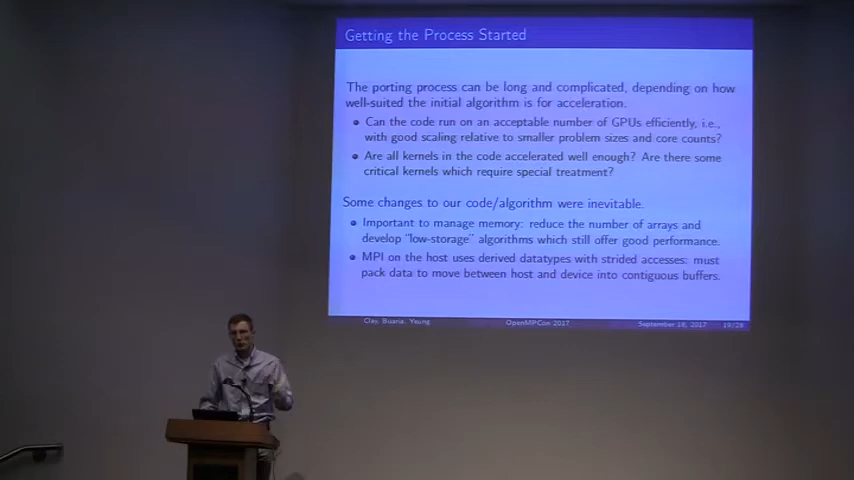 Getting the Process Started
The porting process can be long and complicated, depending on how
well-suited the initial algorithm is for acceleration.
Can the code run on an acceptable number of GPUs efficiently, i.e.,
with good scaling relative to smaller problem sizes and core counts?
Are all kernels in the code accelerated well enough? Are there some
critical kernels which require special treatment?
Some changes to our code/algorithm were inevitable.
Important to manage memory: reduce the number of arrays and
develop "low-storage" algorithms which still offer good performance.
MPI on the host uses derived datatypes with strided accesses: must
pack data to move between host and device into contiguous buffers.
Clay, Buaria, Yeung OpenMPCon 2017 September 18, 2017 19/28